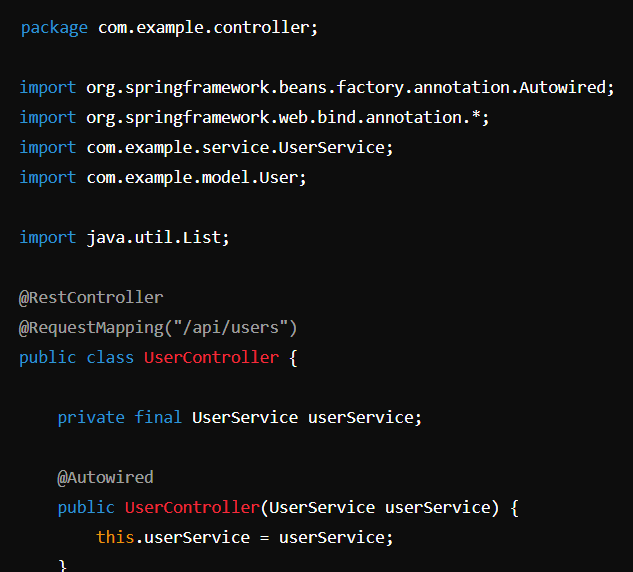 package com.example.controller;
import org.springframework.beans.factory.annotation.Autowired;
import org.springframework.web.bind.annotation.*;
import com.example.service.UserService;
import com.example.model.User;
import java.util.List;
@RestController
@RequestMapping("/api/users")
public class UserController {
private final UserService userService;
@Autowired
public UserController(UserService userService) {
this.userService = userService;
}